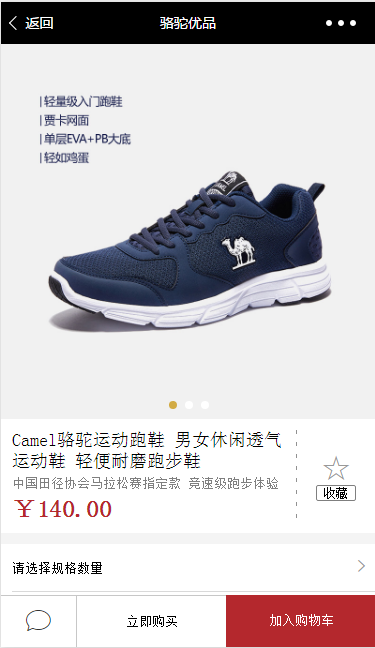 返回
骆驼优品
轻量级入门跑鞋
贾卡网面
单层EVA+PB大底
轻如鸡蛋
Camel骆驼运动跑鞋 男女休闲透气
运动鞋 轻便耐磨跑步鞋
中国田径协会马拉松赛指定款 竞速级跑步体验
￥140.00
收藏
请选择规格数量
立即购买
加入购物车